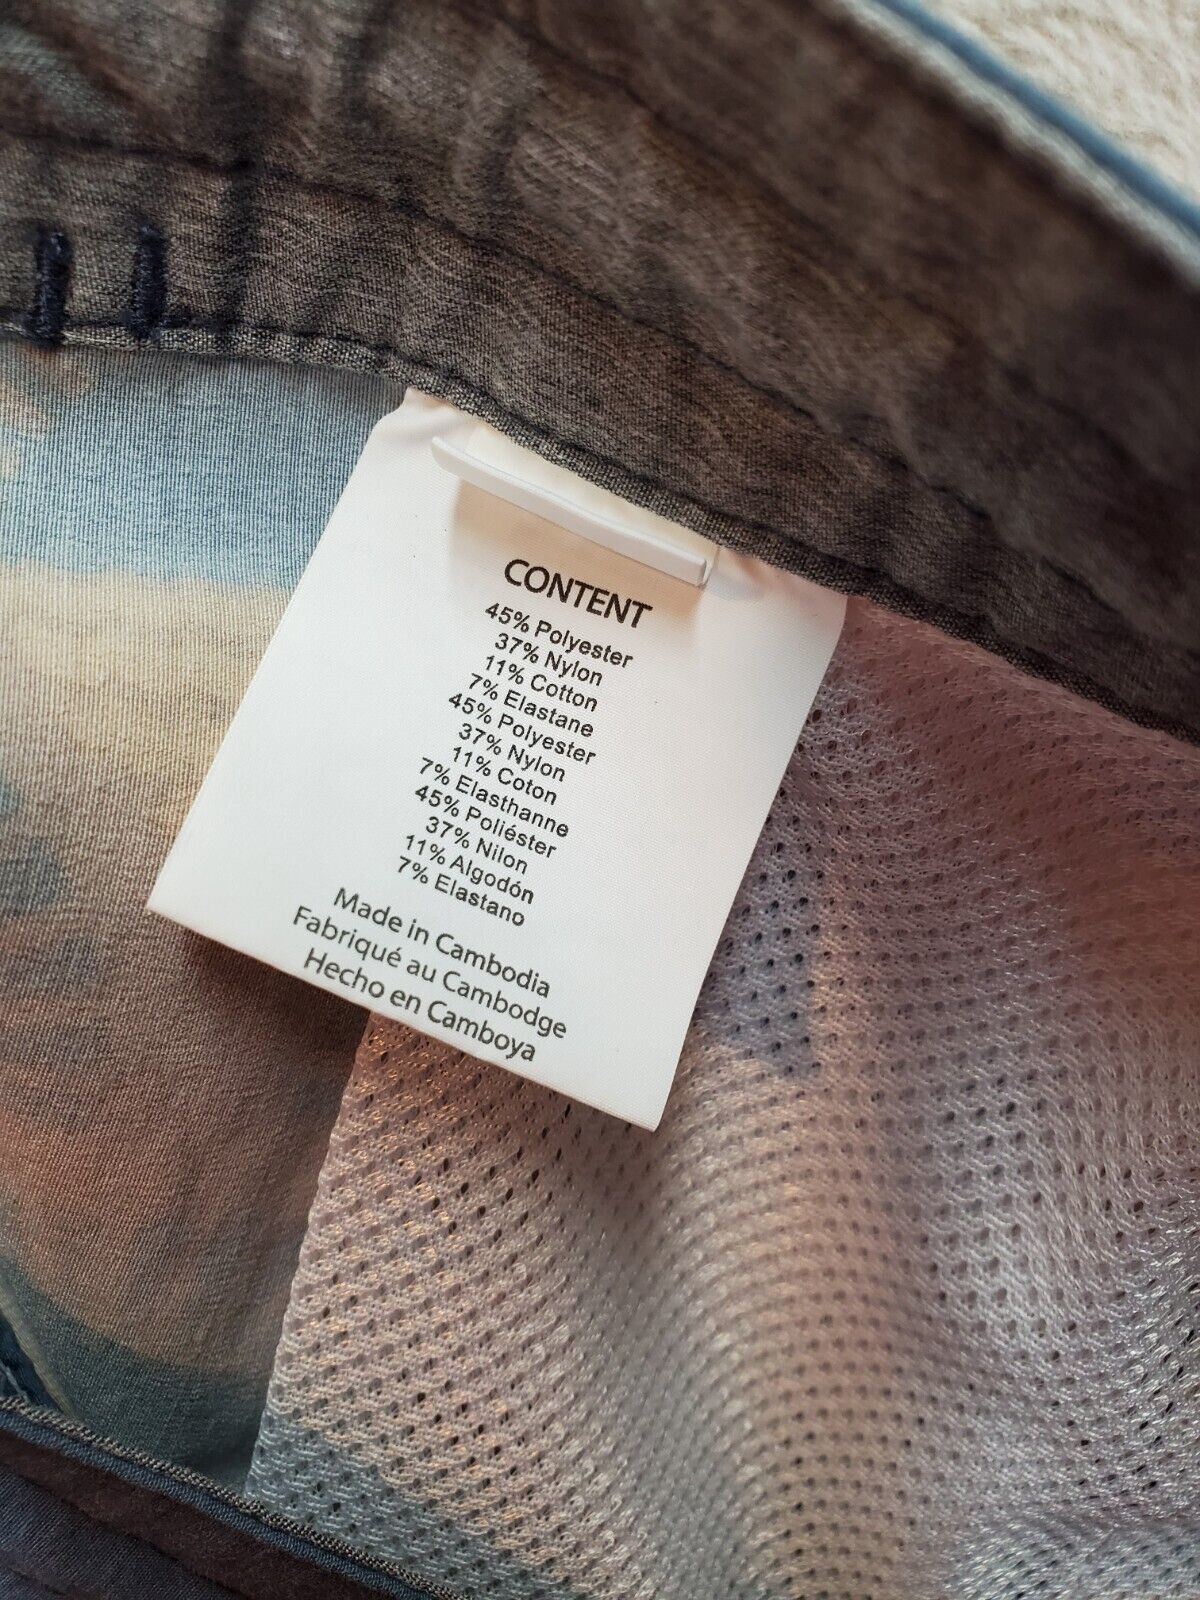 CONTENT
45% Polyester
37% Nylon
11% Cotton
7% Elastane
45% Polyester
37% Nylon
11% Coton
7% Elasthanne
45% Poliéster
37% Nilon
11% Algodón
7% Elastano
Made in Cambodia
Fabriqué au Cambodge
Hecho en Camboya